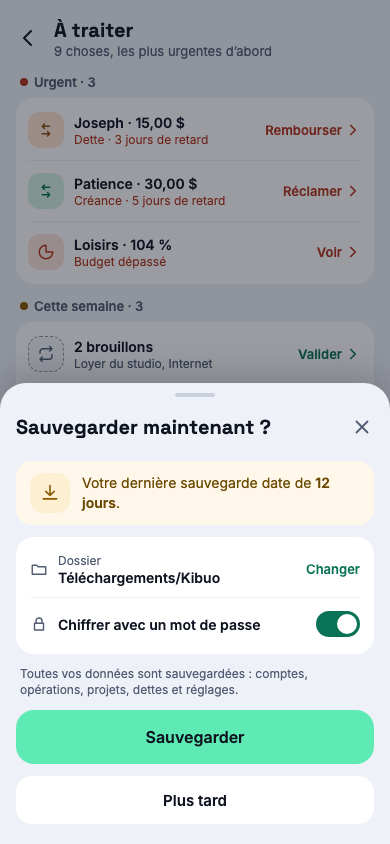 À traiter
9 choses, les plus urgentes d’abord
Urgent · 3
Joseph · 15,00 $
Dette · 3 jours de retard
Rembourser
Patience · 30,00 $
Créance · 5 jours de retard
Réclamer
Loisirs · 104 %
Budget dépassé
Voir
Cette semaine · 3
2 brouillons
Loyer du studio, Internet
Valider
Sauvegarder maintenant ?
Votre dernière sauvegarde date de 12
jours.
Dossier
Téléchargements/Kibuo
Changer
Chiffrer avec un mot de passe
Toutes vos données sont sauvegardées : comptes,
opérations, projets, dettes et réglages.
Sauvegarder
Plus tard